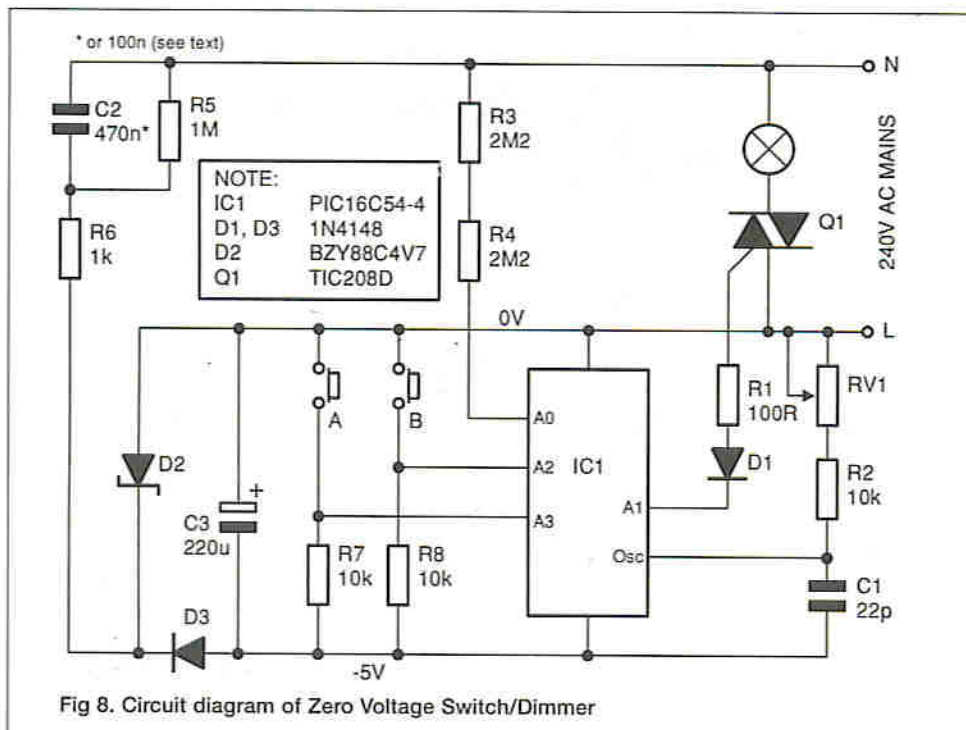 * or 100n (see text)
N
C2
470n*
R5
1M
R3
2M2
NOTE:
IC1 PIC16C54-4
D1, D3 1N4148
D2 BZY88C4V7
Q1 TIC208D
R6
1k
R4
2M2
Q1
240V AC MAINS
0V
L
A
B
R1
100R
RV1
D2
A0
IC1
D1
R2
10k
A2
A1
+
C3
220u
A3
R7
10k
R8
10k
Osc
C1
22p
D3
-5V
Fig 8. Circuit diagram of Zero Voltage Switch/Dimmer